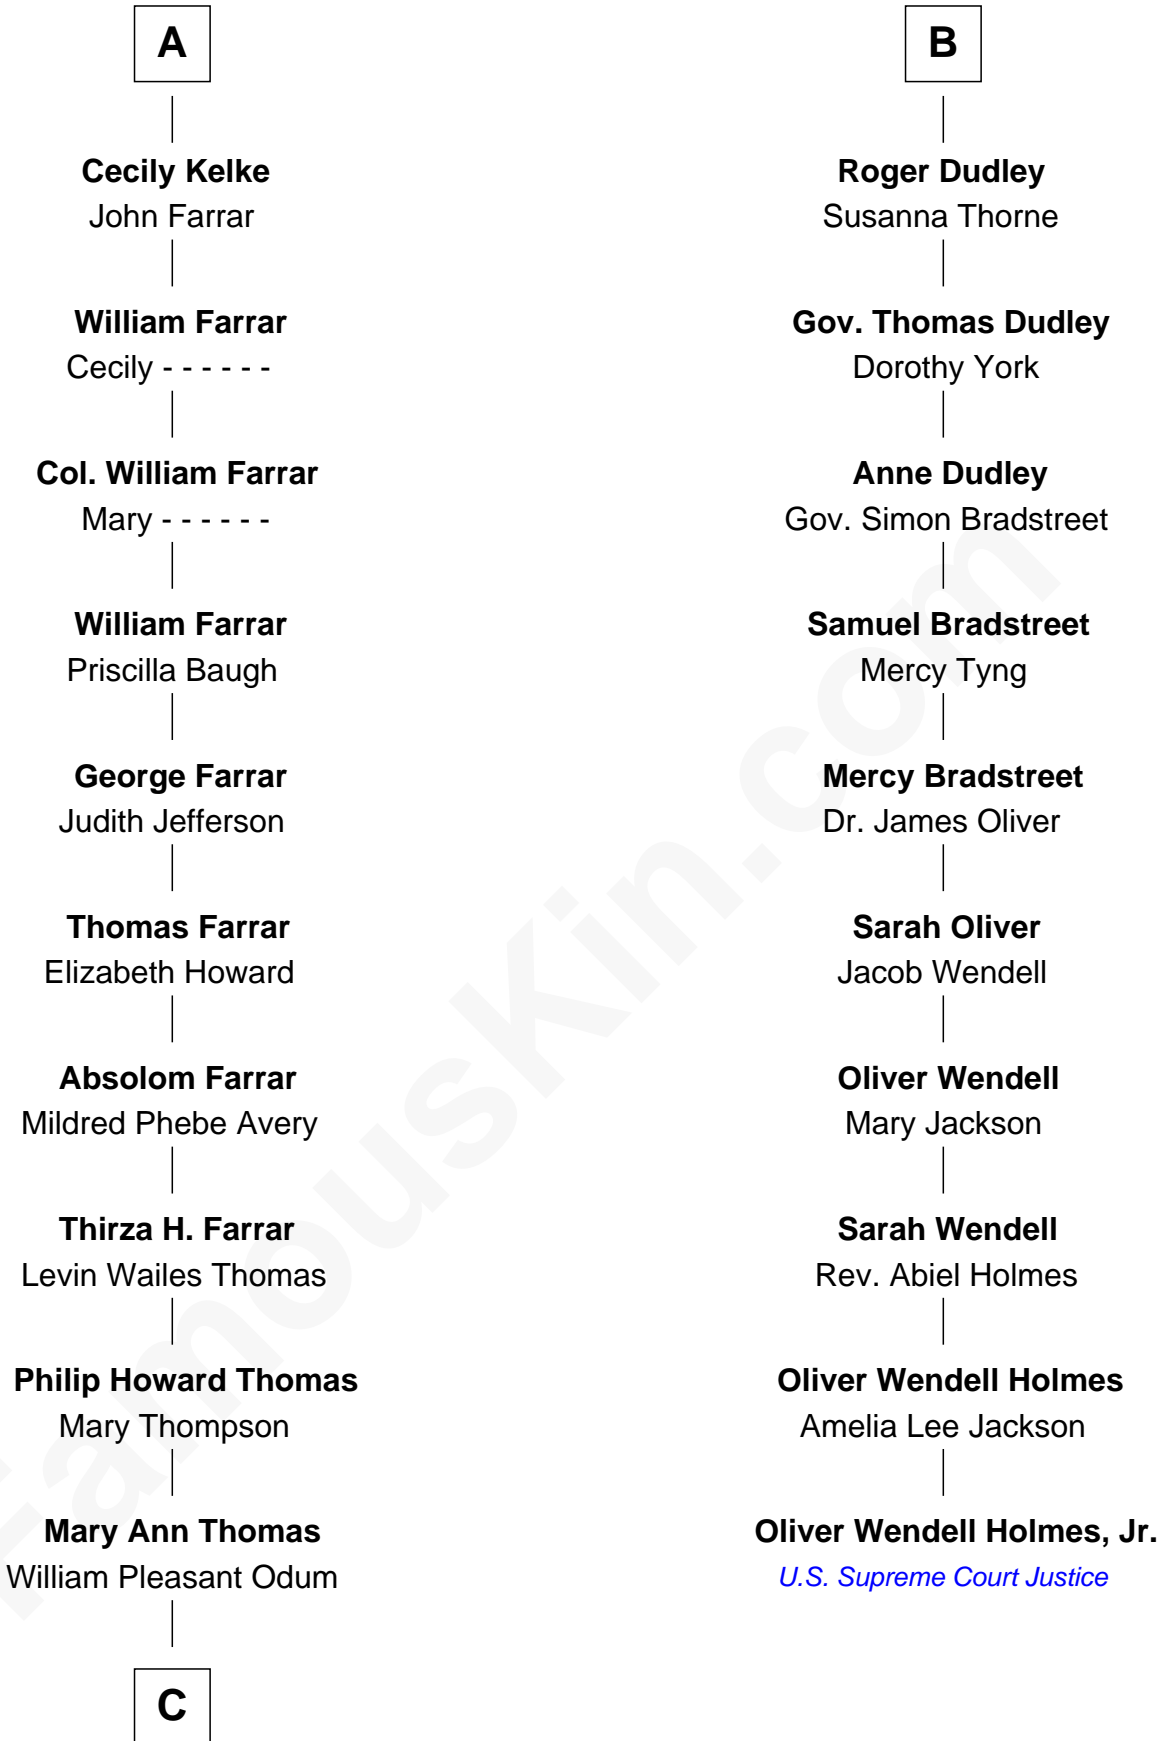 A
Cecily Kelke
John Farrar
William Farrar
Cecily - - - - - -
Col. William Farrar
Mary - - - - - -
William Farrar
Priscilla Baugh
George Farrar
Judith Jefferson
Thomas Farrar
Elizabeth Howard
Absolom Farrar
Mildred Phebe Avery
Thirza H. Farrar
Levin Wailes Thomas
Philip Howard Thomas
Mary Thompson
Mary Ann Thomas
William Pleasant Odum
C
B
Roger Dudley
Susanna Thorne
Gov. Thomas Dudley
Dorothy York
Anne Dudley
Gov. Simon Bradstreet
Samuel Bradstreet
Mercy Tyng
Mercy Bradstreet
Dr. James Oliver
Sarah Oliver
Jacob Wendell
Oliver Wendell
Mary Jackson
Sarah Wendell
Rev. Abiel Holmes
Oliver Wendell Holmes
Amelia Lee Jackson
Oliver Wendell Holmes, Jr.
U.S. Supreme Court Justice
FamousKin.com